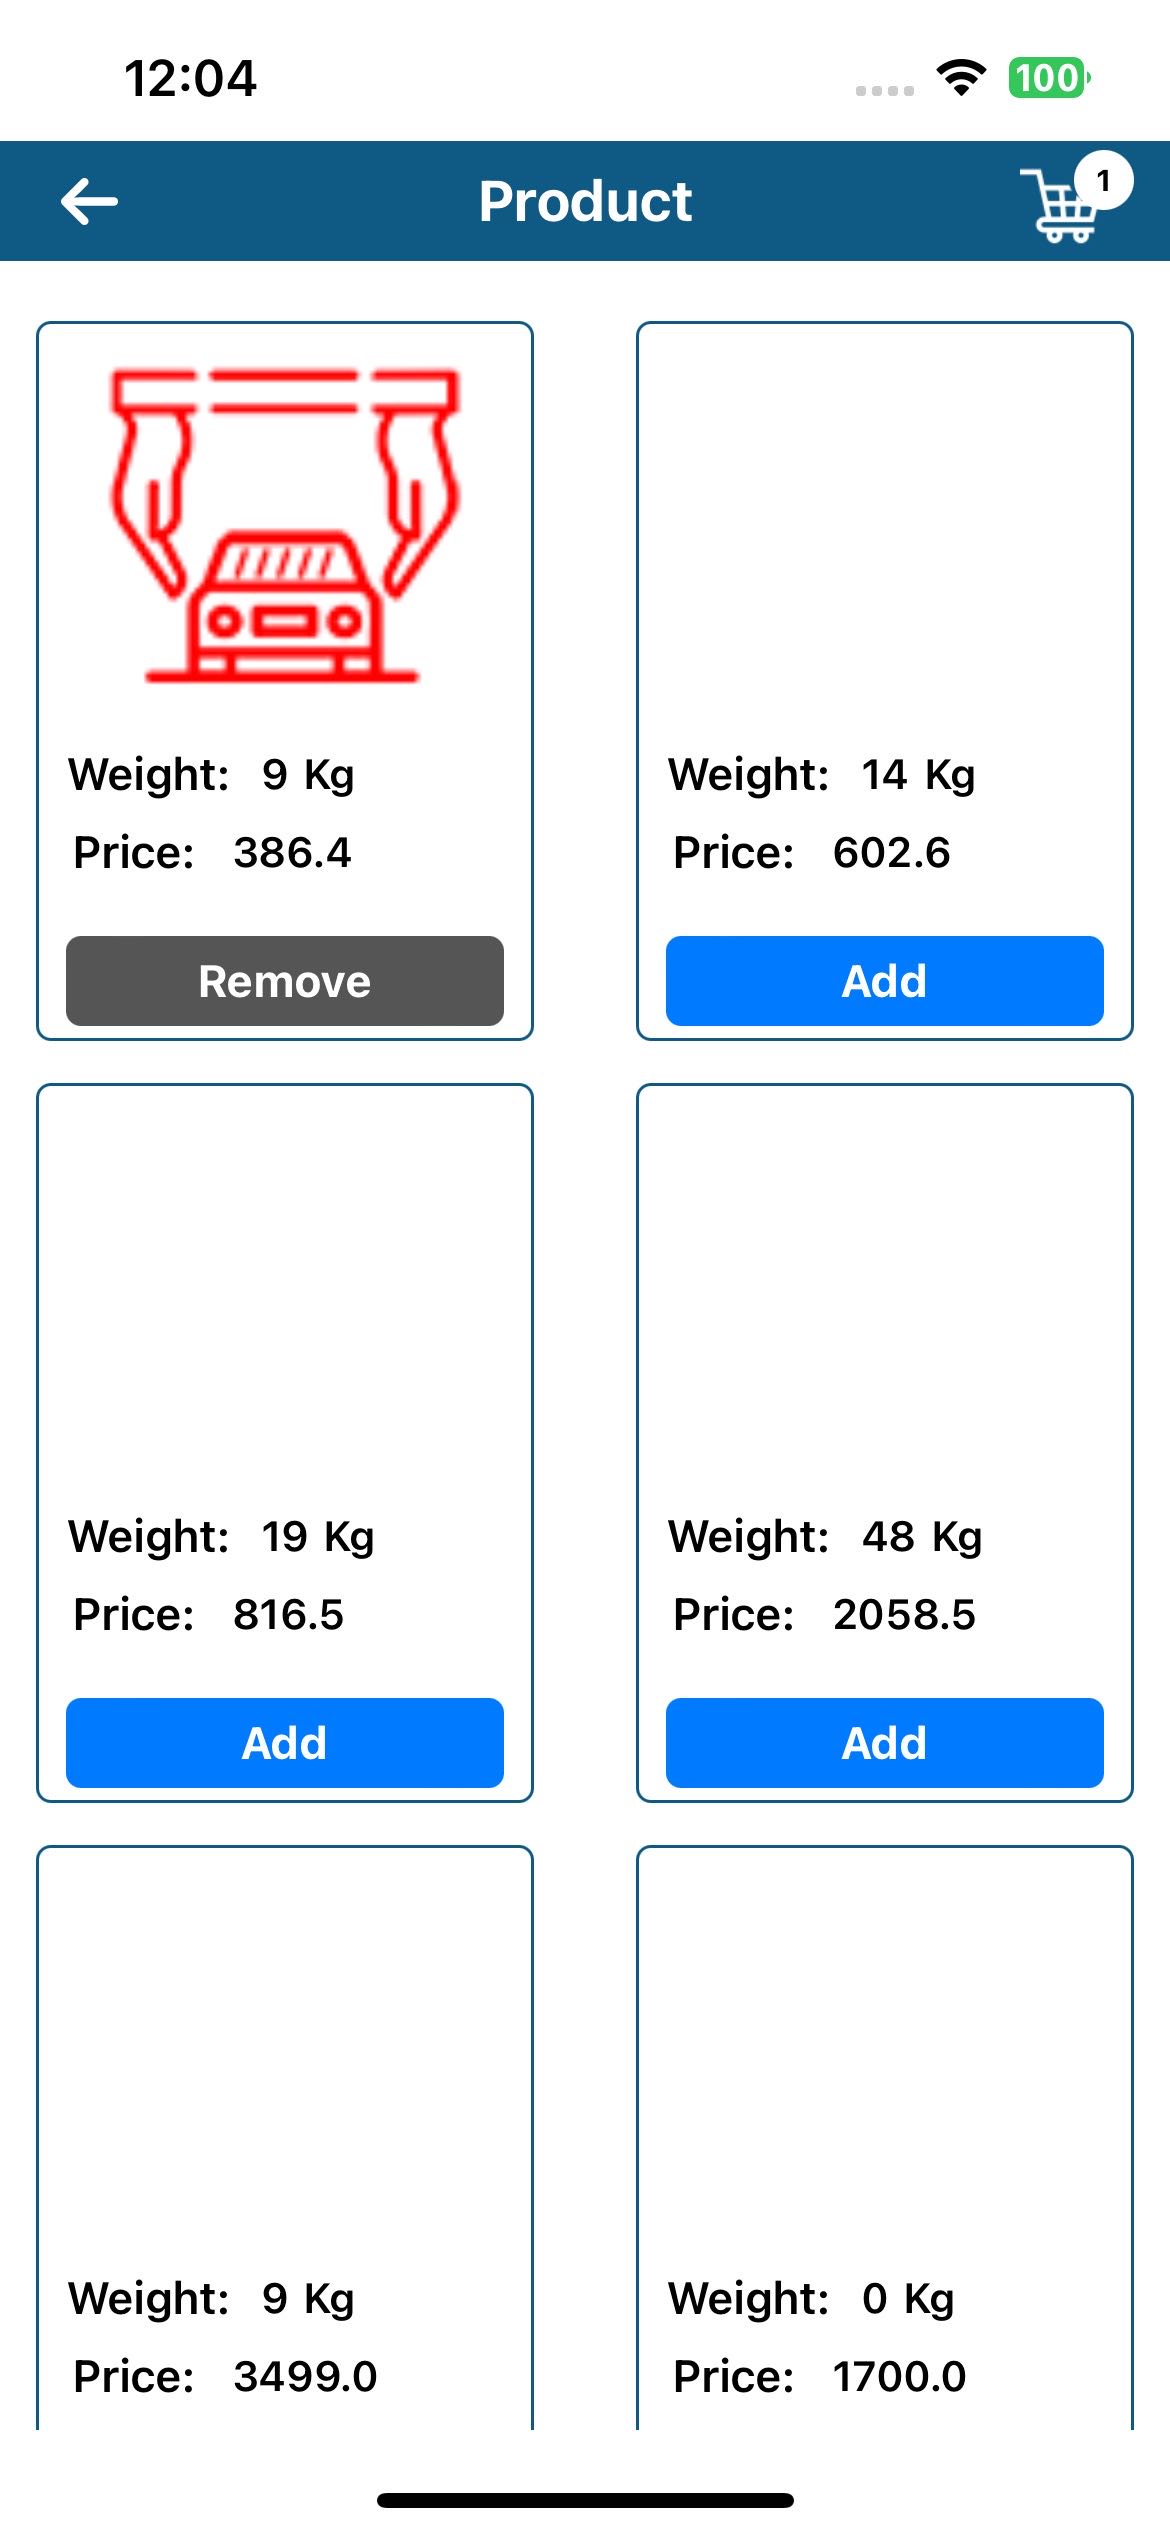 12:04
100
Product
1
Weight: 9 Kg
Price: 386.4
Remove
Weight: 14 Kg
Price: 602.6
Add
Weight: 19 Kg
Price: 816.5
Add
Weight: 48 Kg
Price: 2058.5
Add
Weight: 9 Kg
Price: 3499.0
Weight: 0 Kg
Price: 1700.0